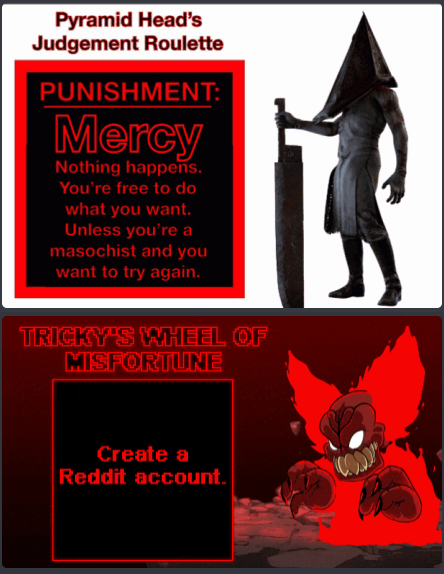 Pyramid Head's
Judgement Roulette
PUNISHMENT:
Mercy
Nothing happens.
You're free to do
what you want.
Unless you're a
masochist and you
want to try again.
TRICKY'S WHEEL OF
MISFORTUNE
Create a
Reddit account.